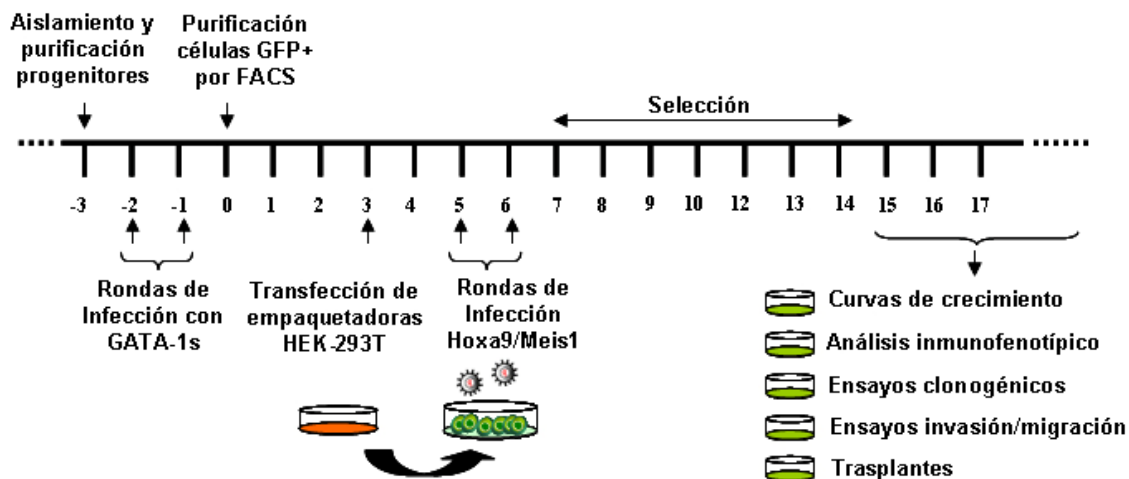 Aislamiento y
purificación
progenitores
Purificación
células GFP+
por FACS
Selección
-3 -2 -1 0 1 2 3 4 5 6 7 8 9 10 12 13 14 15 16 17
Rondas de
Infección con
GATA-1s
Transfección de
empaquetadoras
HEK-293T
Rondas de
Infección
Hoxa9/Meis1
Curvas de crecimiento
Análisis inmunofenotípico
Ensayos clonogénicos
Ensayos invasión/migración
Trasplantes